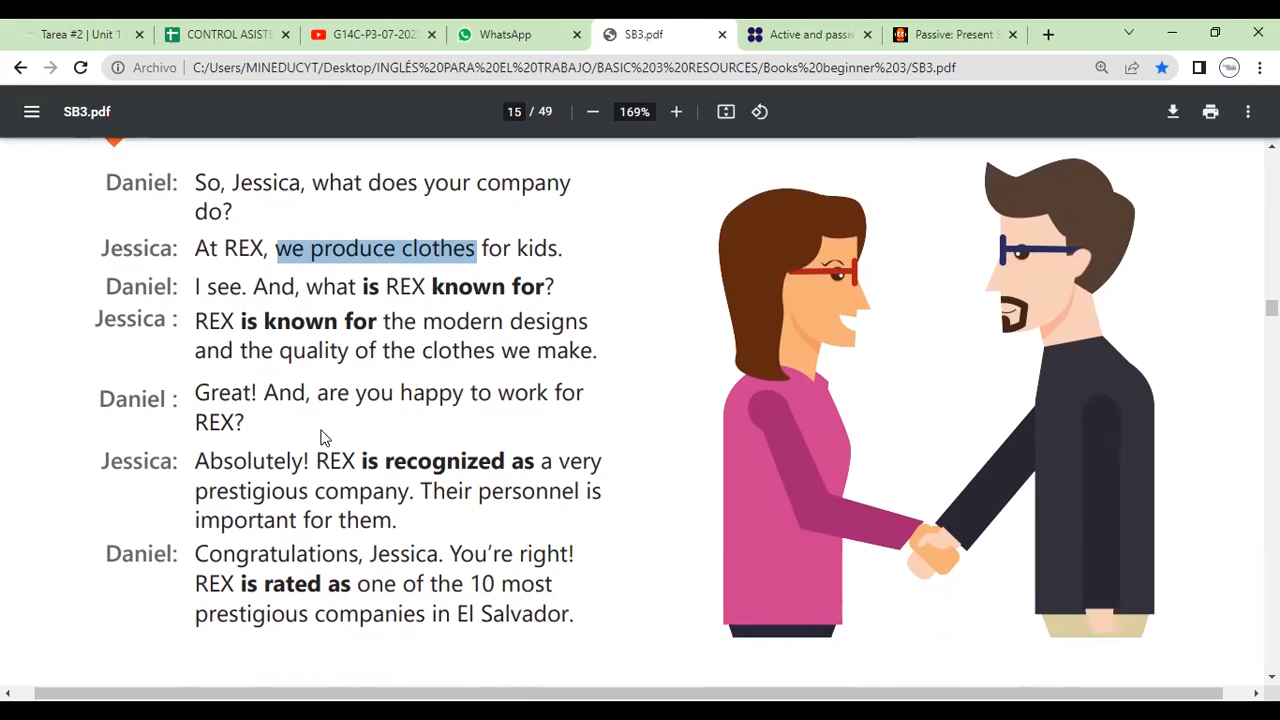 Tarea #2 | Unit 1
CONTROL ASISTE
G14C-P3-07-202
WhatsApp
SB3.pdf
Active and passiv
Passive: Present S
Archivo
C:/Users/MINEDUCYT/Desktop/INGLÉS%20PARA%20EL%20TRABAJO/BASIC%203%20RESOURCES/Books%20beginner%203/SB3.pdf
SB3.pdf
15 / 49
169%
Daniel: So, Jessica, what does your company
do?
Jessica: At REX, we produce clothes for kids.
Daniel: I see. And, what is REX known for?
Jessica : REX is known for the modern designs
and the quality of the clothes we make.
Daniel : Great! And, are you happy to work for
REX?
Jessica: Absolutely! REX is recognized as a very
prestigious company. Their personnel is
important for them.
Daniel: Congratulations, Jessica. You’re right!
REX is rated as one of the 10 most
prestigious companies in El Salvador.